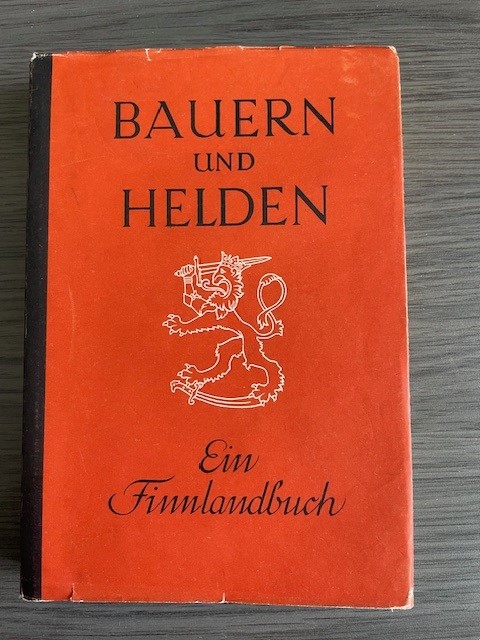 BAUERN
UND
HELDEN
Ein
Finnlandbuch